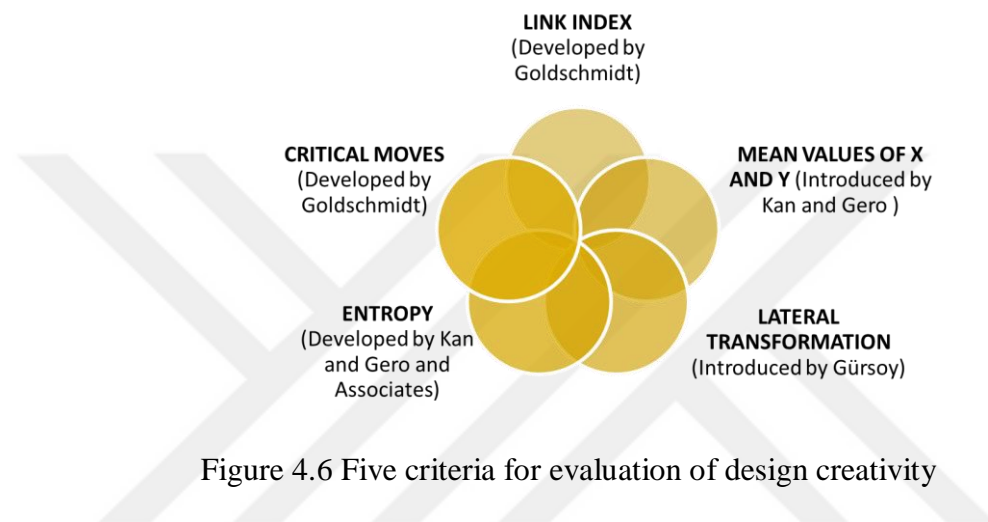 LINK INDEX
(Developed by
Goldschmidt)
CRITICAL MOVES
(Developed by
Goldschmidt)
MEAN VALUES OF X
AND Y (Introduced by
Kan and Gero )
ENTROPY
(Developed by Kan
and Gero and
Associates)
LATERAL
TRANSFORMATION
(Introduced by Gürsoy)
Figure 4.6 Five criteria for evaluation of design creativity